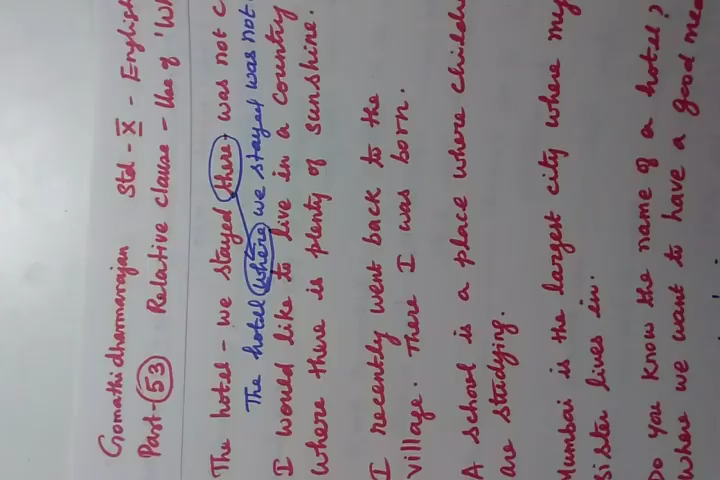 Gomathi dharmarajan Std - X - English
Part - 53 Relative clause - Use of
The hotel - we stayed there. was not
The hotel where we stayed was not
I would like to live in a country
where there is plenty of sunshine.
I recently went back to the
village. There I was born.
A school is a place where
are studying.
Mumbai is the largest city where my
sister lives in.
Do you know the name of a hotel?
where we want to have a good